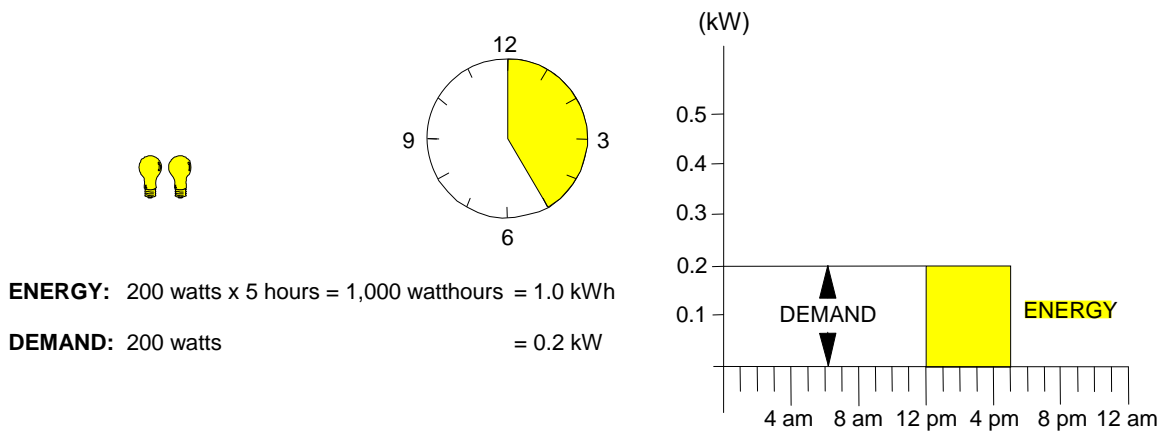 12
9
3
6
ENERGY: 200 watts x 5 hours = 1,000 watthours = 1.0 kWh
DEMAND: 200 watts = 0.2 kW
(kW)
0.5
0.4
0.3
0.2
0.1
DEMAND
ENERGY
4 am 8 am 12 pm 4 pm 8 pm 12 am